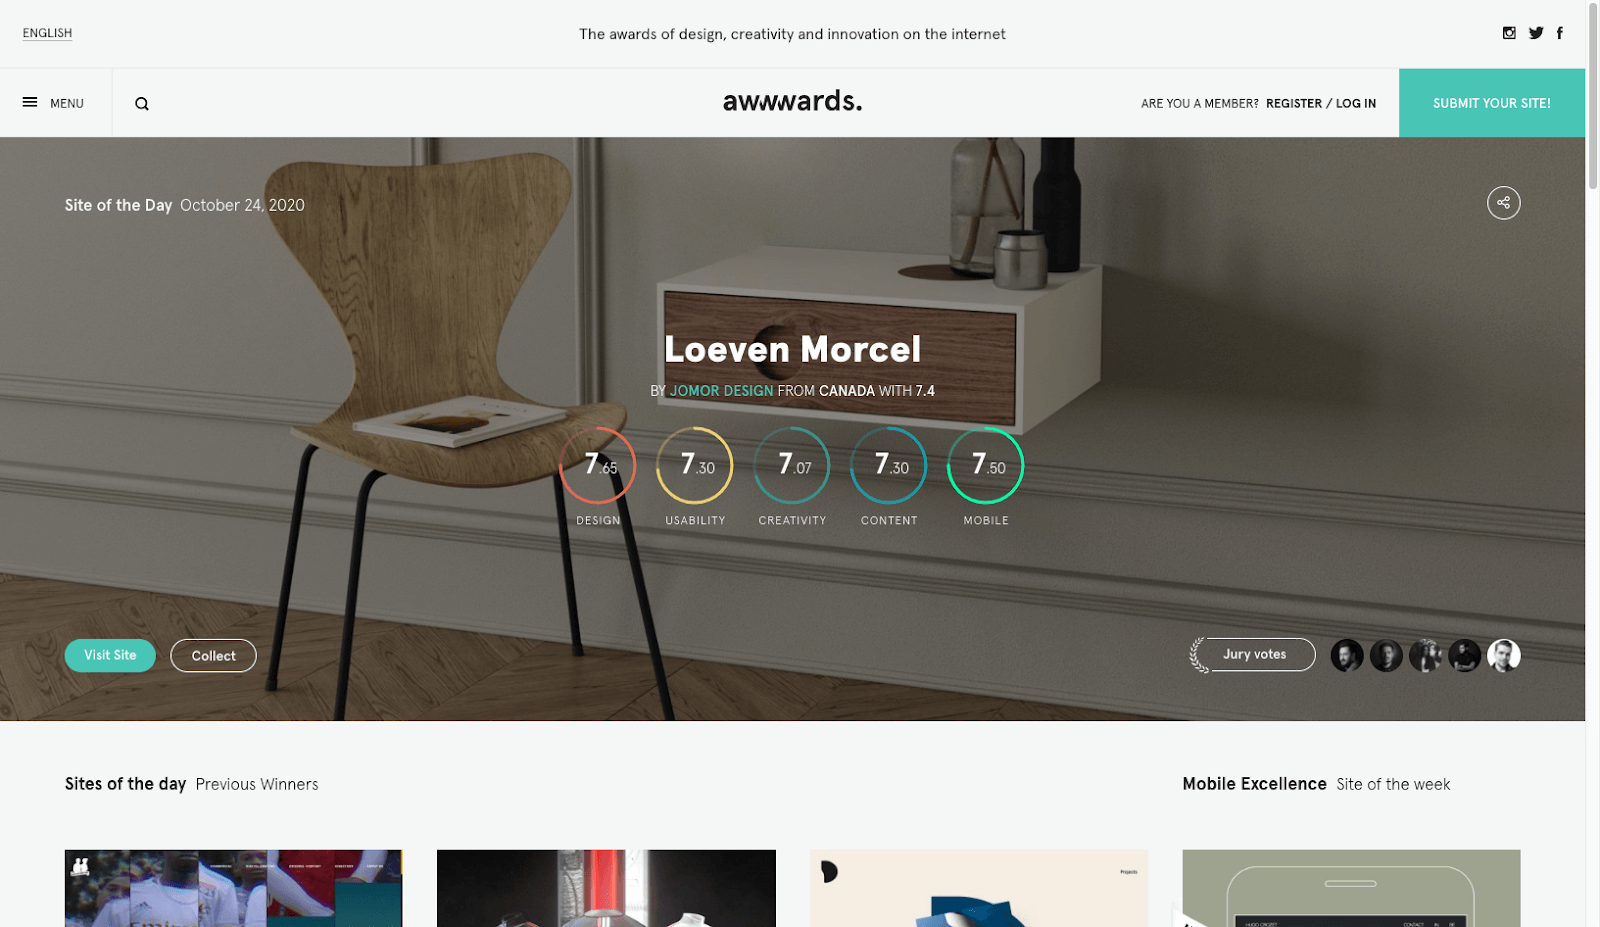 ENGLISH
The awards of design, creativity and innovation on the internet
MENU
awwwards.
ARE YOU A MEMBER? REGISTER / LOG IN
SUBMIT YOUR SITE!
Site of the Day October 24, 2020
Loeven Morcel
BY JOMOR DESIGN FROM CANADA WITH 7.4
7.65 7.30 7.07 7.30 7.50
DESIGN USABILITY CREATIVITY CONTENT MOBILE
Visit Site
Collect
Jury votes
Sites of the day Previous Winners
Mobile Excellence Site of the week
Projects
CONTACT